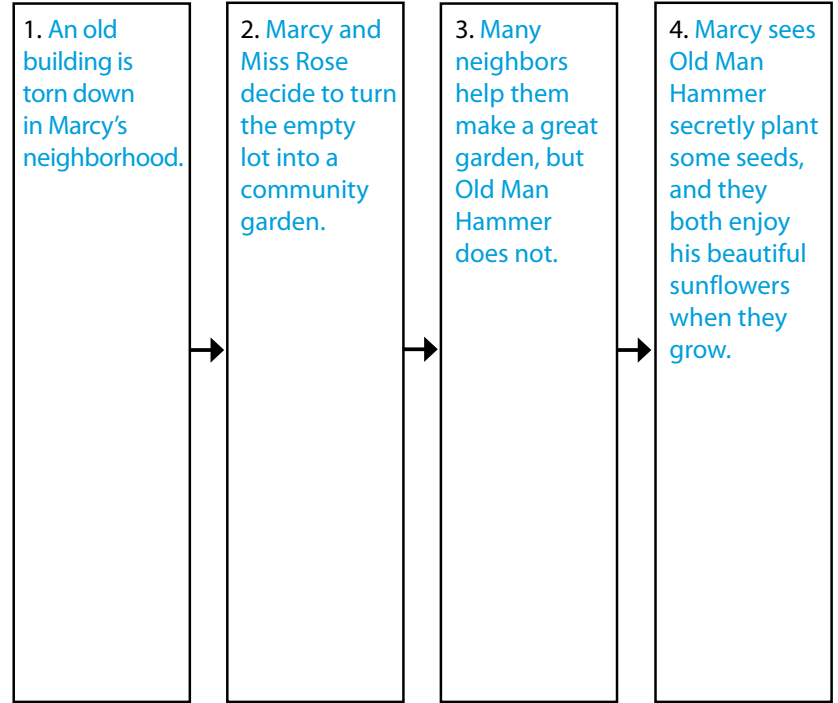 1. An old
building is
torn down
in Marcy's
neighborhood.
2. Marcy and
Miss Rose
decide to turn
the empty
lot into a
community
garden.
3. Many
neighbors
help them
make a great
garden, but
Old Man
Hammer
does not.
4. Marcy sees
Old Man
Hammer
secretly plant
some seeds,
and they
both enjoy
his beautiful
sunflowers
when they
grow.